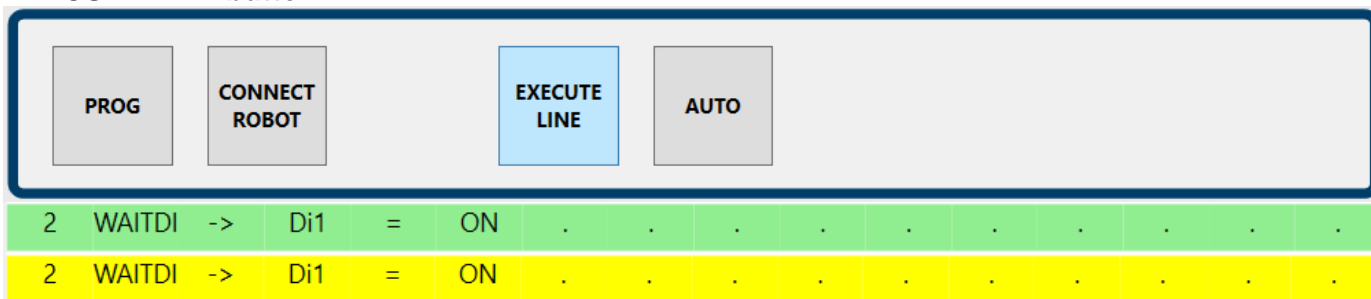 PROG
CONNECT
ROBOT
EXECUTE
LINE
AUTO
2 WAITDI -> Di1 = ON . . . . . . . . . .
2 WAITDI -> Di1 = ON . . . . . . . . . .